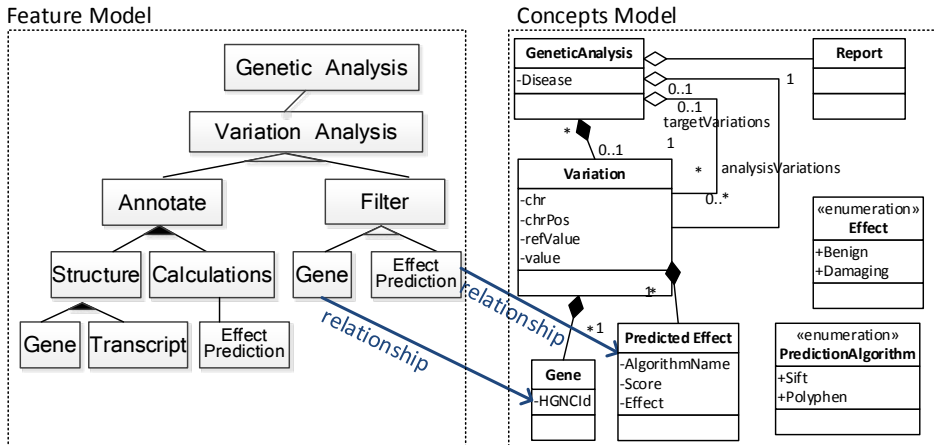 Feature Model
Genetic Analysis
Variation Analysis
Annotate
Filter
Structure
Calculations
Gene
Effect
Prediction
Gene
Transcript
Effect
Prediction
relationship
relationship
Concepts Model
GeneticAnalysis
-Disease
Report
1
0..1
0..1
targetVariations
*
0..1
1
analysisVariations
*
0..*
Variation
-chr
-chrPos
-refValue
-value
«enumeration»
Effect
+Benign
+Damaging
1
*
*
1
Gene
-HGNCId
Predicted Effect
-AlgorithmName
-Score
-Effect
«enumeration»
PredictionAlgorithm
+Sift
+Polyphen